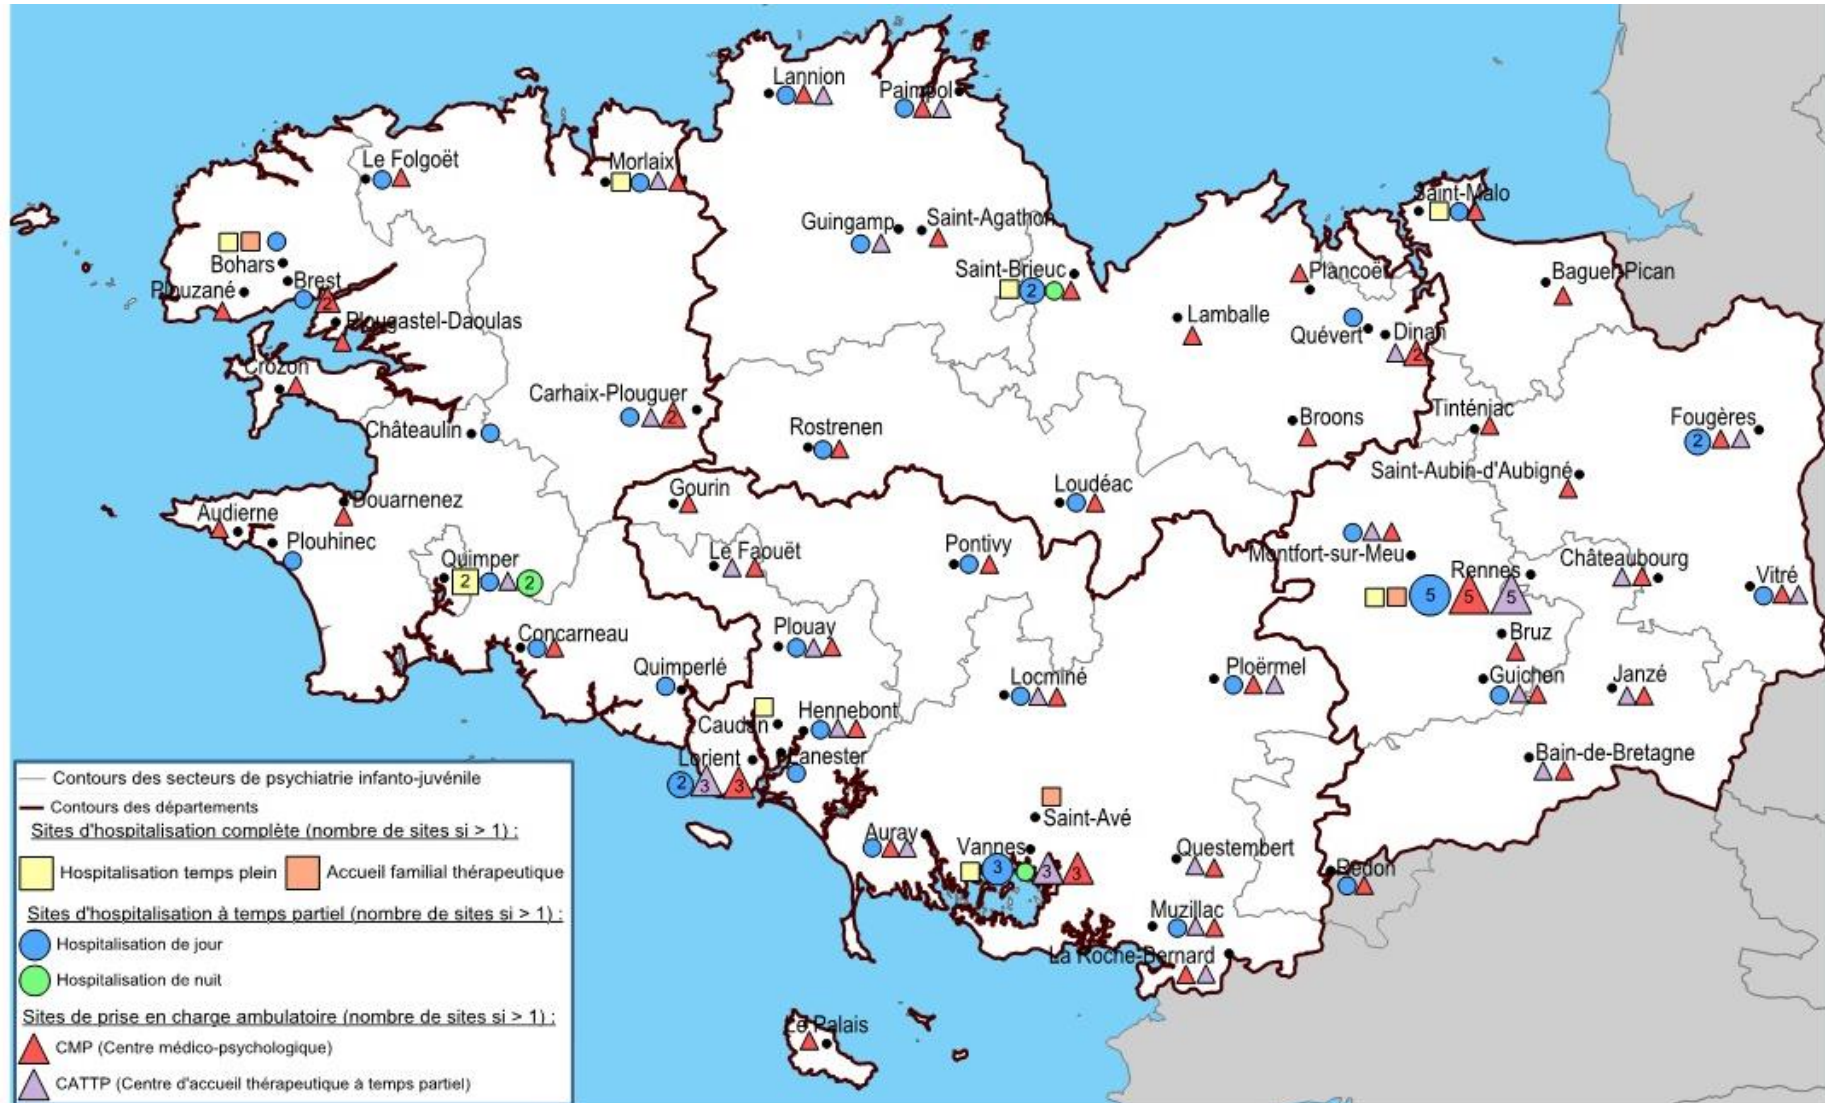 Lannion
Paimpol
Le Folgoët
Morlaix
Saint-Malo
Guingamp
Saint-Agathon
Bohars
Saint-Brieuc
2
Plancoët
Baguer-Pican
Brest
2
Plouzané
Plougastel-Daoulas
Lamballe
Quévert
Dinan
2
Crozon
Carhaix-Plouguer
2
Châteaulin
Rostrenen
Broons
Tinténiac
Fougères
2
Saint-Aubin-d'Aubigné
Gourin
Loudéac
Douarnenez
Audierne
Plouhinec
Quimper
2
2
Le Faouët
Pontivy
Montfort-sur-Meu
Rennes
5
5
5
Châteaubourg
Vitré
Concarneau
Plouay
Bruz
Quimperlé
Locminé
Ploërmel
Guichen
Janzé
Caudan
Hennebont
Lorient
2
3
3
Lanester
Bain-de-Bretagne
Saint-Avé
Auray
Vannes
3
3
3
Questembert
Redon
Muzillac
La Roche-Bernard
Le Palais
Contours des secteurs de psychiatrie infanto-juvénile
Contours des départements
Sites d'hospitalisation complète (nombre de sites si > 1) :
Hospitalisation temps plein Accueil familial thérapeutique
Sites d'hospitalisation à temps partiel (nombre de sites si > 1) :
Hospitalisation de jour
Hospitalisation de nuit
Sites de prise en charge ambulatoire (nombre de sites si > 1) :
CMP (Centre médico-psychologique)
CATTP (Centre d'accueil thérapeutique à temps partiel)